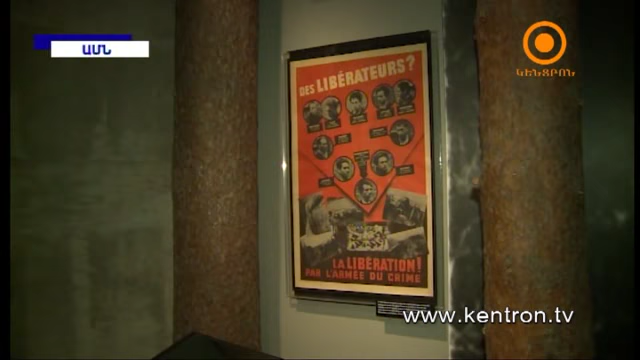 ԱՄՆ
ԿԵՆՏՐՈՆ
DES LIBÉRATEURS?
LA LIBÉRATION!
PAR L'ARMÉE DU CRIME
www.kentron.tv